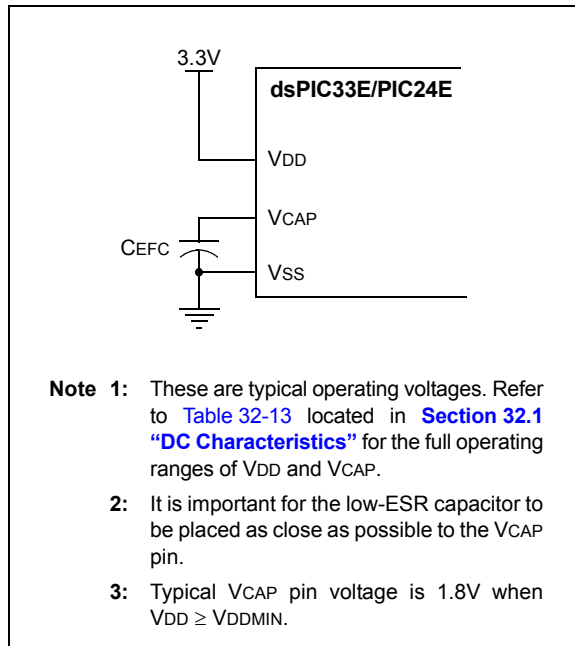 3.3V
dsPIC33E/PIC24E
VDD
VCAP
CEFC
VSS
Note 1: These are typical operating voltages. Refer
to Table 32-13 located in Section 32.1
“DC Characteristics” for the full operating
ranges of VDD and VCAP.
2: It is important for the low-ESR capacitor to
be placed as close as possible to the VCAP
pin.
3: Typical VCAP pin voltage is 1.8V when
VDD ≥ VDDMIN.